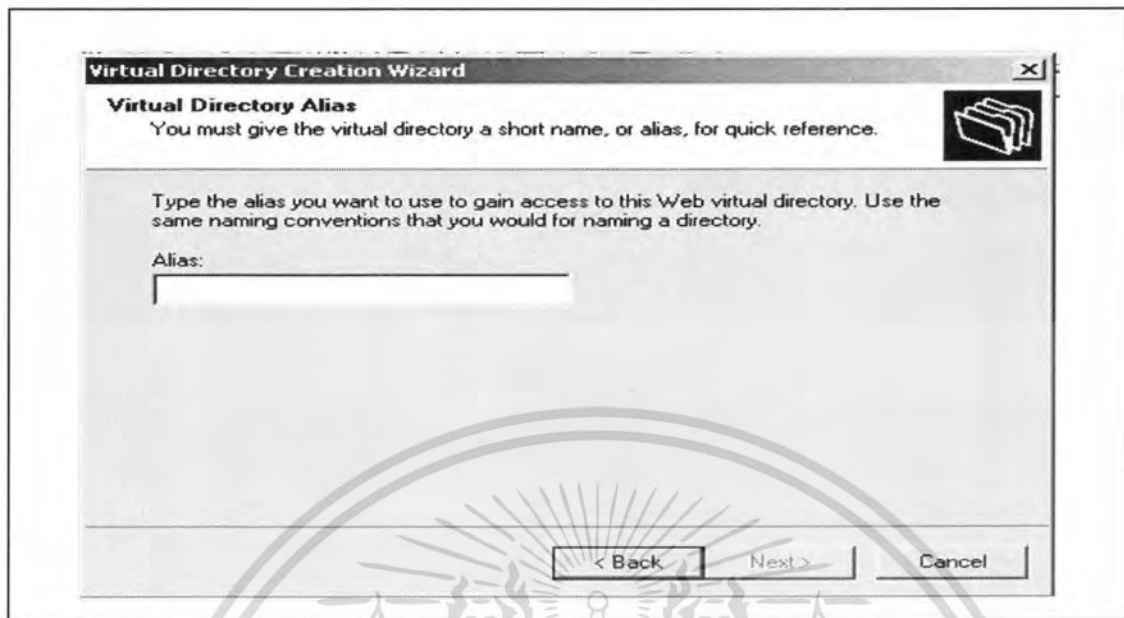 Virtual Directory Creation Wizard
Virtual Directory Alias
You must give the virtual directory a short name, or alias, for quick reference.
Type the alias you want to use to gain access to this Web virtual directory. Use the
same naming conventions that you would for naming a directory.
Alias:
< Back
Next >
Cancel